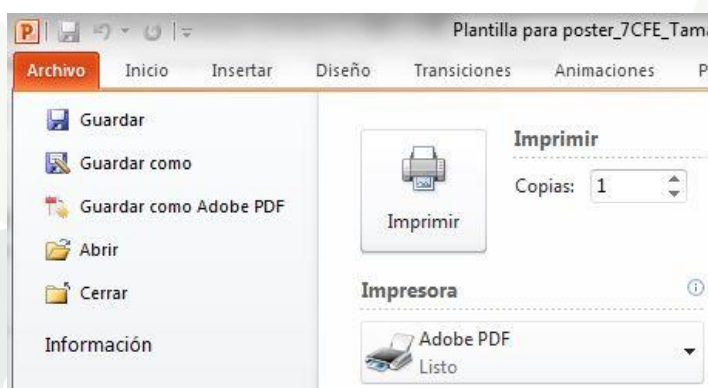 Plantilla para poster_7CFE_Tama
Archivo Inicio Insertar Diseño Transiciones Animaciones P
Guardar
Guardar como
Guardar como Adobe PDF
Abrir
Cerrar
Información
Imprimir
Copias: 1
Imprimir
Impresora
Adobe PDF
Listo